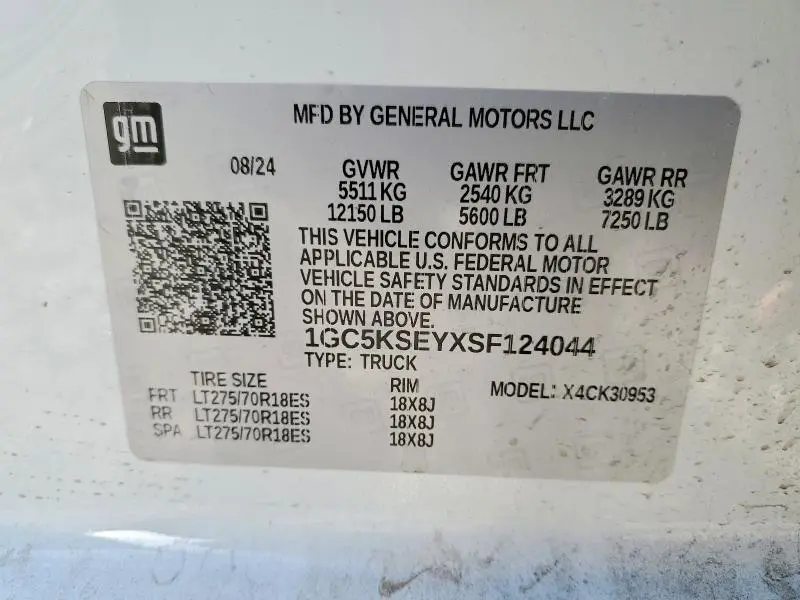 gm
MFD BY GENERAL MOTORS LLC
08/24 GVWR GAWR FRT GAWR RR
5511 KG 2540 KG 3289 KG
12150 LB 5600 LB 7250 LB
THIS VEHICLE CONFORMS TO ALL
APPLICABLE U.S. FEDERAL MOTOR
VEHICLE SAFETY STANDARDS IN EFFECT
ON THE DATE OF MANUFACTURE
SHOWN ABOVE.
1GC5KSEYXSF124044
TYPE: TRUCK
TIRE SIZE RIM MODEL: X4CK30953
FRT LT275/70R18ES 18X8J
RR LT275/70R18ES 18X8J
SPA LT275/70R18ES 18X8J